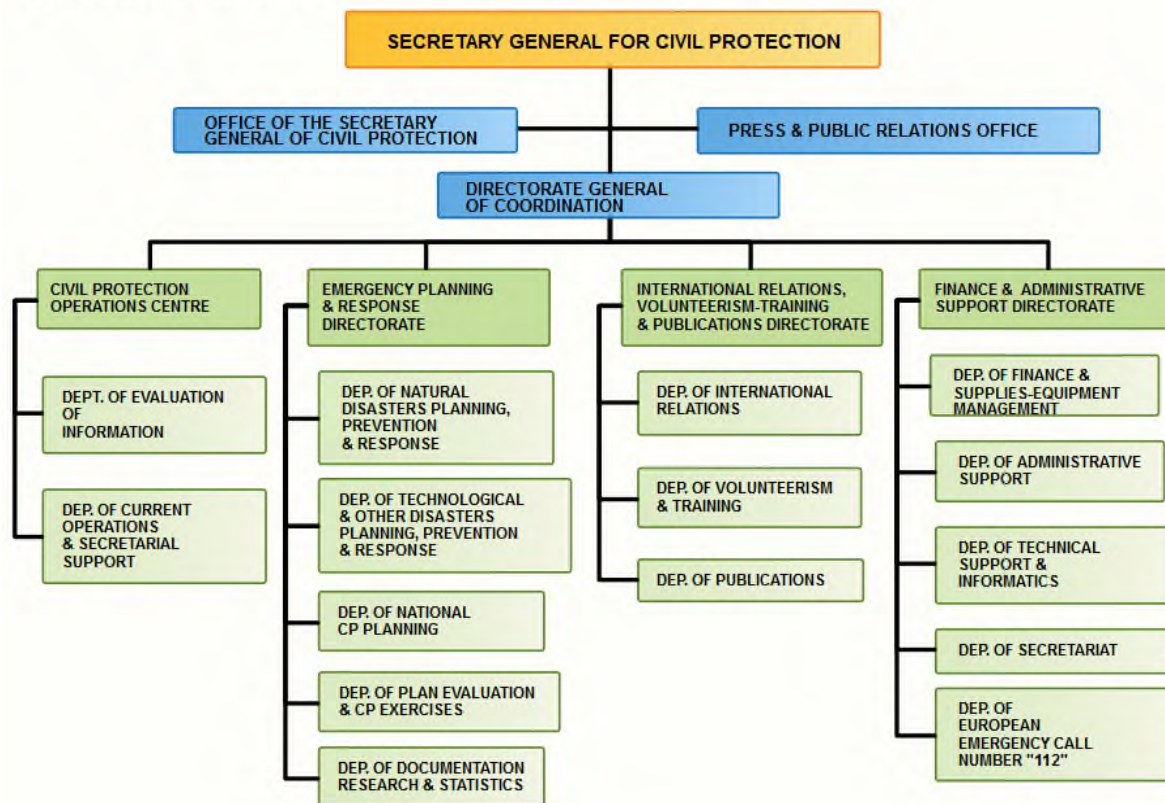 SECRETARY GENERAL FOR CIVIL PROTECTION
OFFICE OF THE SECRETARY
GENERAL OF CIVIL PROTECTION
PRESS & PUBLIC RELATIONS OFFICE
DIRECTORATE GENERAL
OF COORDINATION
CIVIL PROTECTION
OPERATIONS CENTRE
DEPT. OF EVALUATION
OF
INFORMATION
DEP. OF CURRENT
OPERATIONS
& SECRETARIAL
SUPPORT
EMERGENCY PLANNING
& RESPONSE
DIRECTORATE
DEP. OF NATURAL
DISASTERS PLANNING,
PREVENTION
& RESPONSE
DEP. OF TECHNOLOGICAL
& OTHER DISASTERS
PLANNING, PREVENTION
& RESPONSE
DEP. OF NATIONAL
CP PLANNING
DEP. OF PLAN EVALUATION
& CP EXERCISES
DEP. OF DOCUMENTATION
RESEARCH & STATISTICS
INTERNATIONAL RELATIONS,
VOLUNTEERISM-TRAINING
& PUBLICATIONS DIRECTORATE
DEP. OF INTERNATIONAL
RELATIONS
DEP. OF VOLUNTEERISM
& TRAINING
DEP. OF PUBLICATIONS
FINANCE & ADMINISTRATIVE
SUPPORT DIRECTORATE
DEP. OF FINANCE &
SUPPLIES-EQUIPMENT
MANAGEMENT
DEP. OF ADMINISTRATIVE
SUPPORT
DEP. OF TECHNICAL
SUPPORT &
INFORMATICS
DEP. OF SECRETARIAT
DEP. OF
EUROPEAN
EMERGENCY CALL
NUMBER "112"